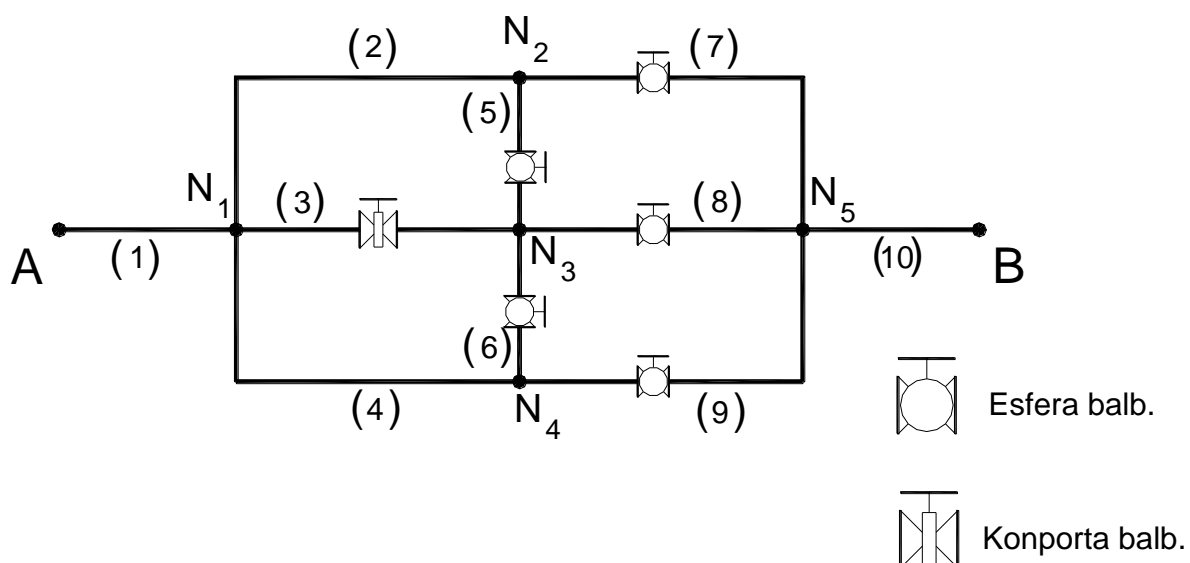 (2)
N2
(7)
(5)
N1
(3)
(8)
N5
A
(1)
N3
(10)
B
(6)
(4)
N4
(9)
Esfera balb.
Konporta balb.